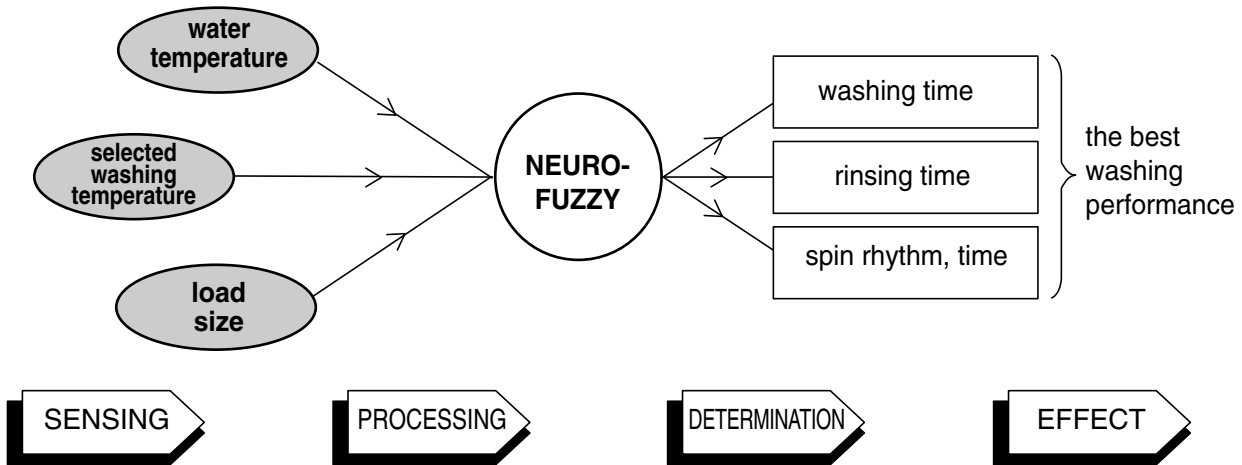 water
temperature
selected
washing
temperature
load
size
NEURO-
FUZZY
washing time
rinsing time
spin rhythm, time
the best
washing
performance
SENSING
PROCESSING
DETERMINATION
EFFECT